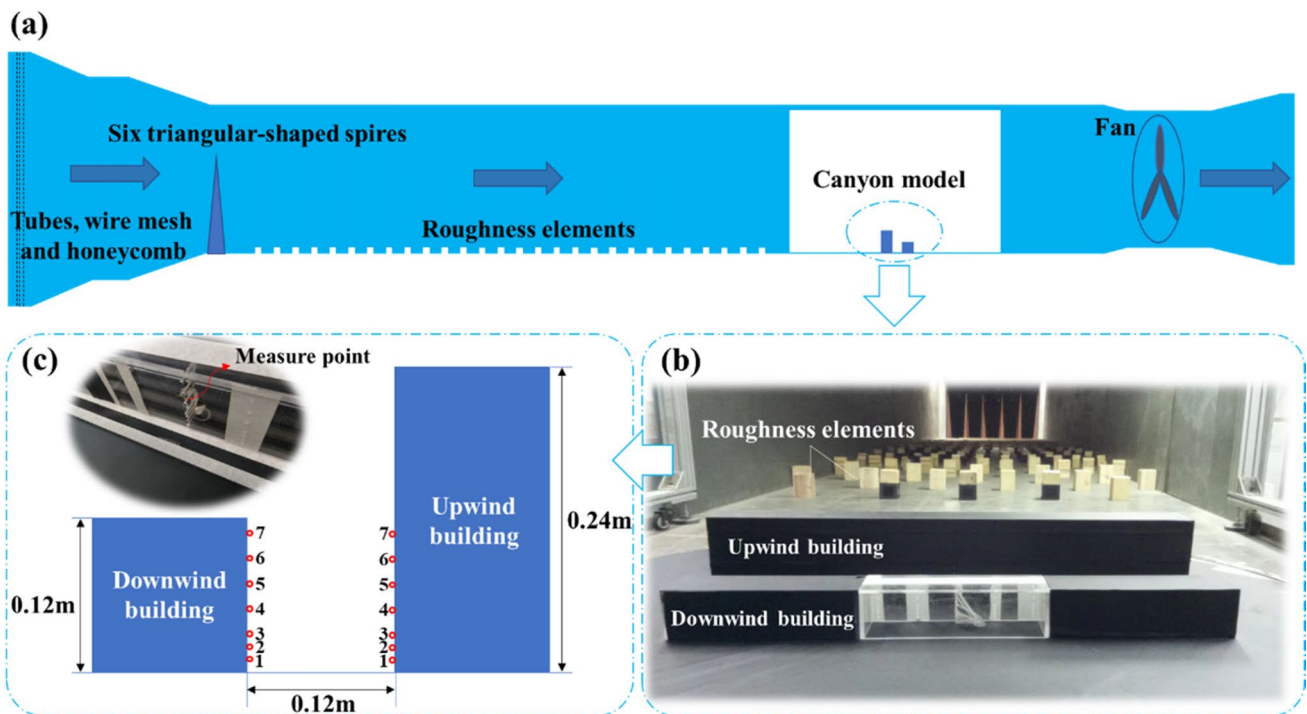 (a)
Six triangular-shaped spires
Fan
Canyon model
Tubes, wire mesh
and honeycomb
Roughness elements
(c)
Measure point
Upwind
building
0.24m
Downwind
building
0.12m
7
6
5
4
3
2
1
7
6
5
4
3
2
1
0.12m
(b)
Roughness elements
Upwind building
Downwind building